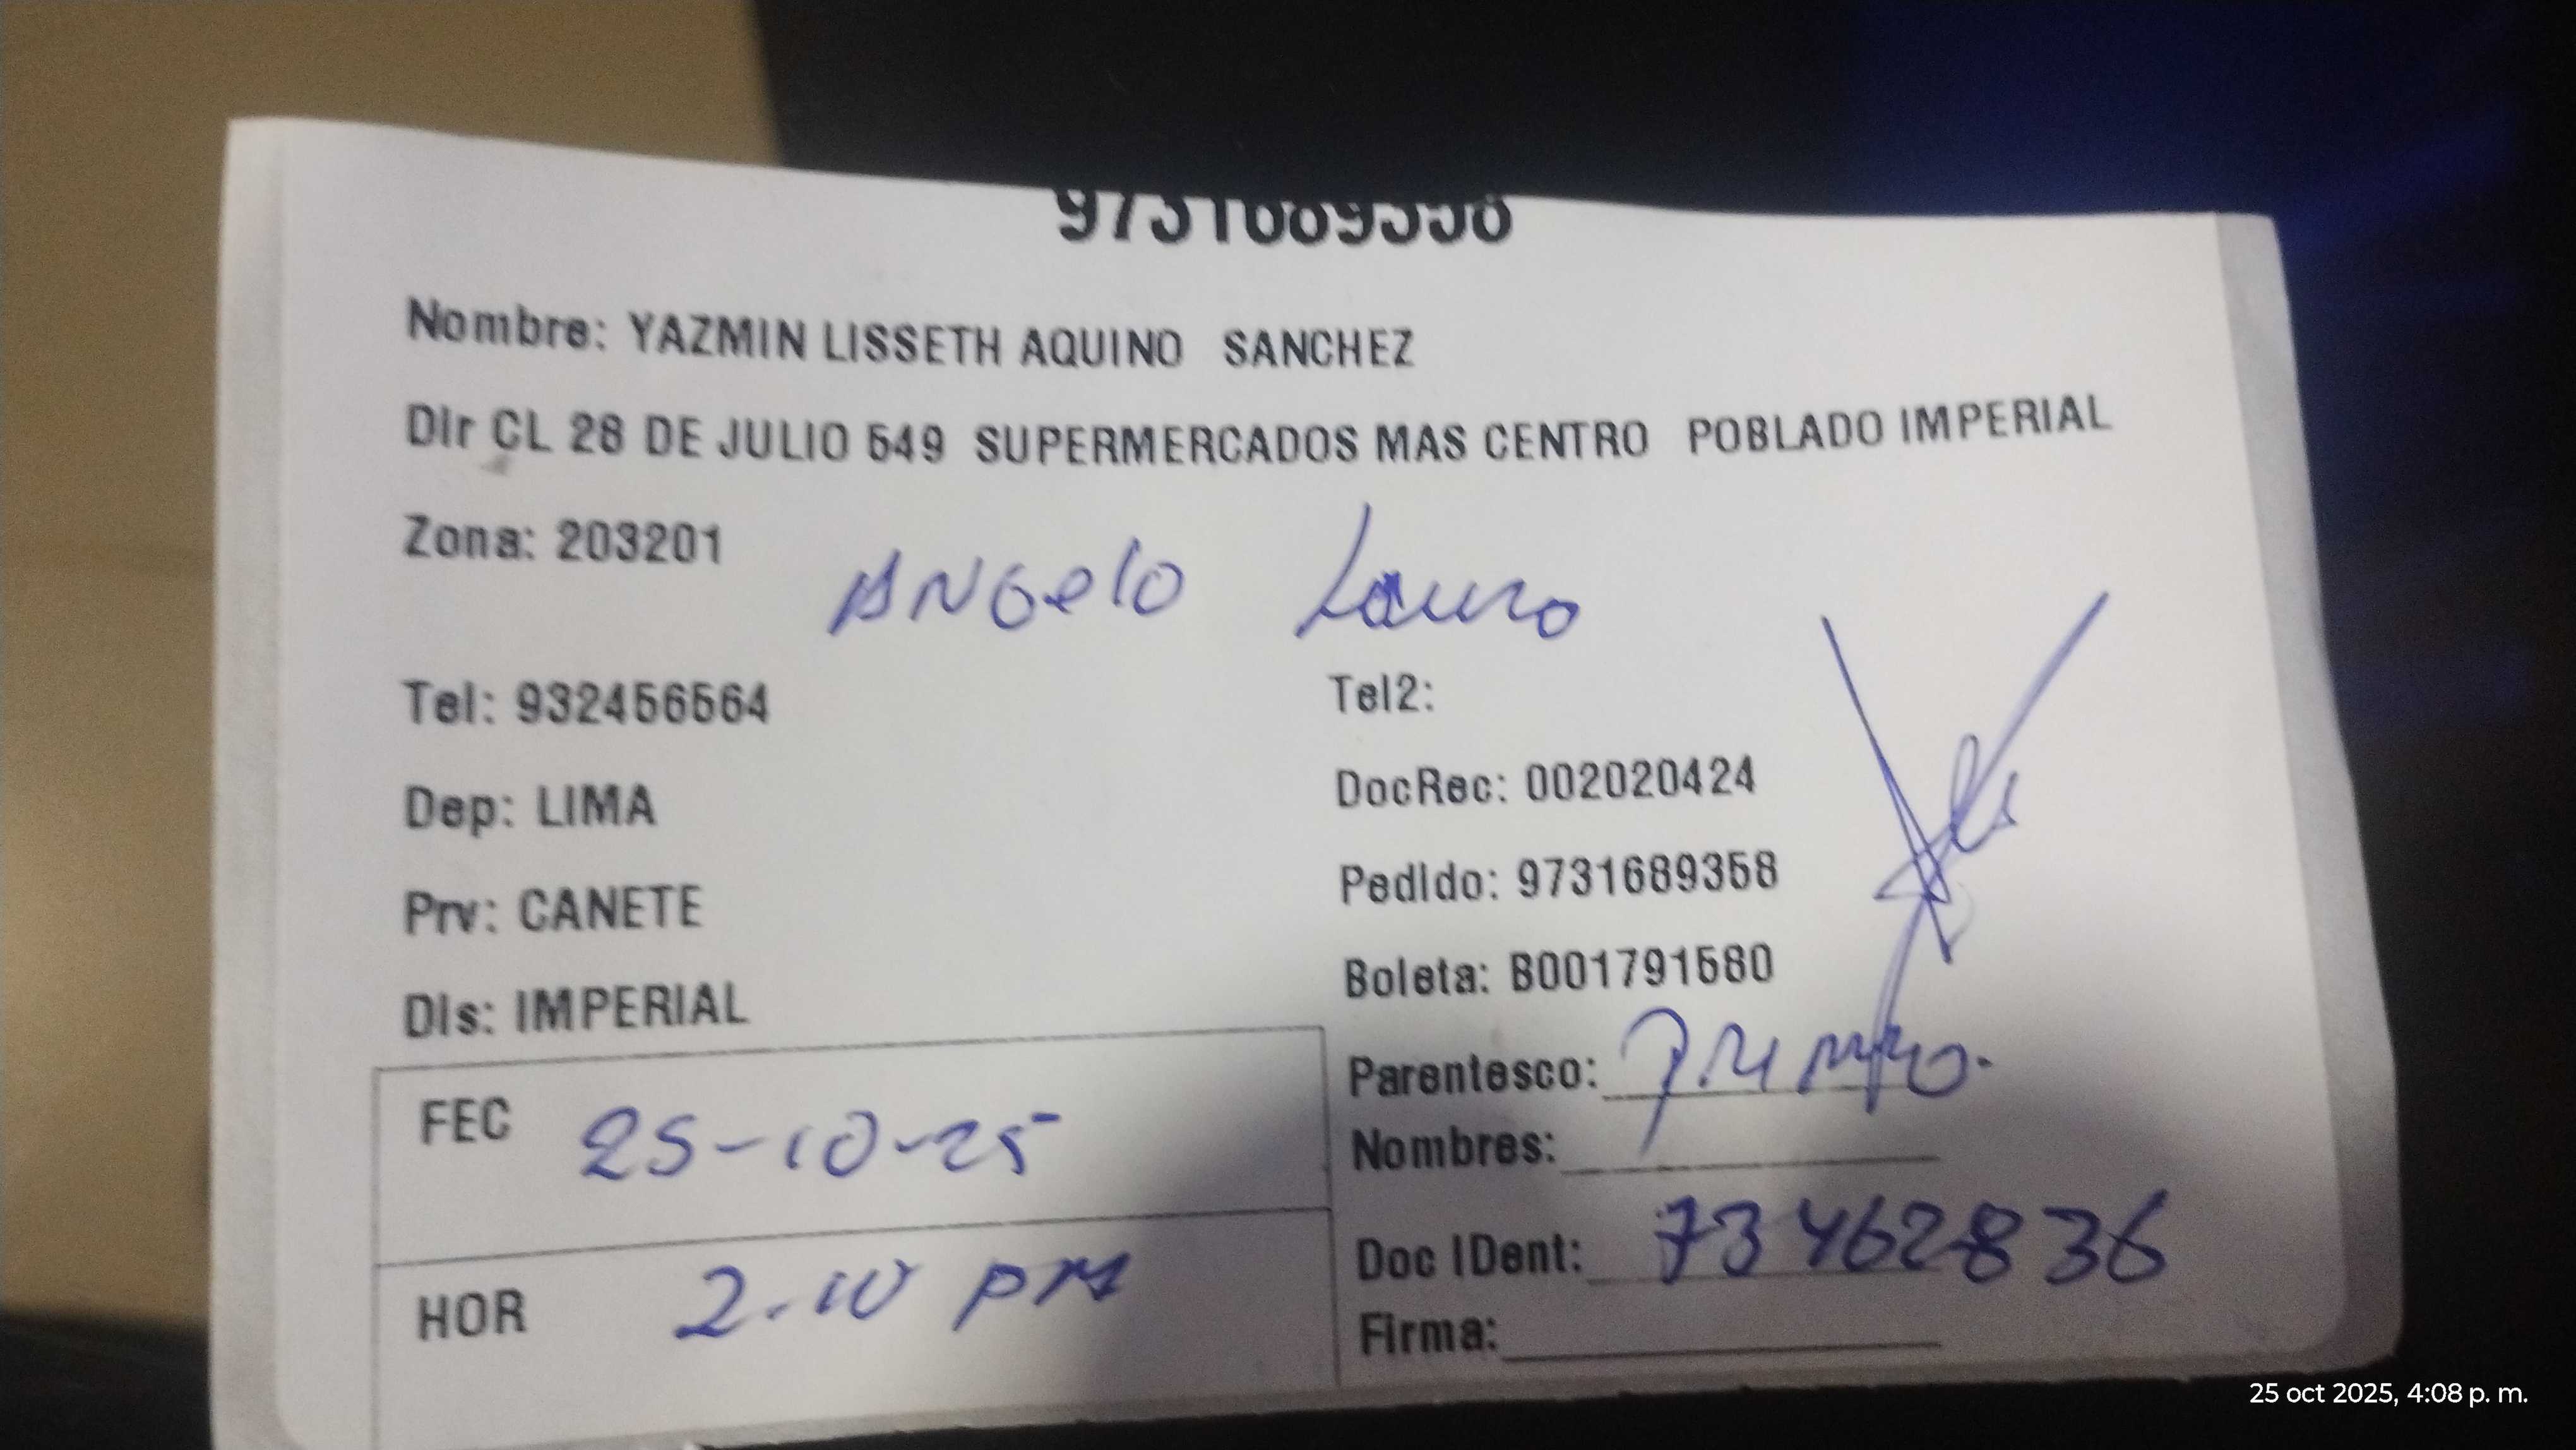 9731689358
Nombre: YAZMIN LISSETH AQUINO SANCHEZ
Dir CL 28 DE JULIO 549 SUPERMERCADOS MAS CENTRO POBLADO IMPERIAL
Zona: 203201
ANGelo Lauro
Tel: 932456564
Tel2:
Dep: LIMA
DocRec: 002020424
Prv: CANETE
Pedido: 9731689358
Dis: IMPERIAL
Boleta: B001791580
Parentesco: Primo.
FEC 25-10-25
Nombres:
Doc IDent: 73462836
HOR 2.10 PM
Firma:
25 oct 2025, 4:08 p. m.